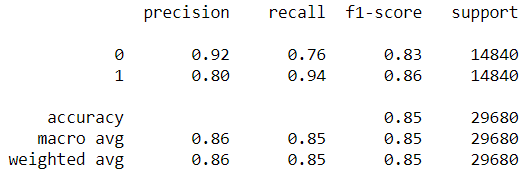 precision recall f1-score support
0 0.92 0.76 0.83 14840
1 0.80 0.94 0.86 14840
accuracy 0.85 29680
macro avg 0.86 0.85 0.85 29680
weighted avg 0.86 0.85 0.85 29680